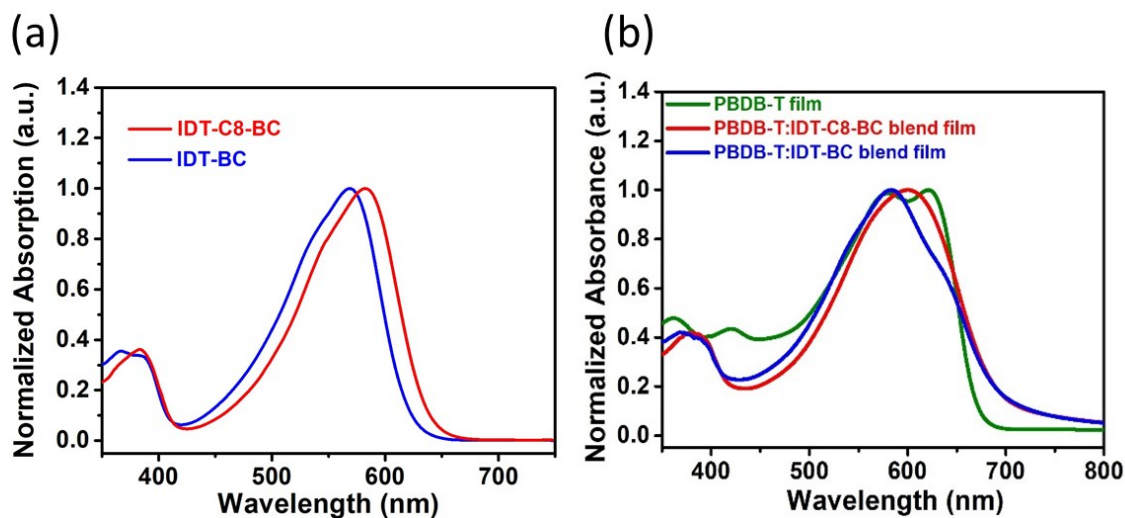 (a)
Normalized Absorption (a.u.)
1.4
1.2
1.0
0.8
0.6
0.4
0.2
0.0
IDT-C8-BC
IDT-BC
400
500
600
700
Wavelength (nm)
(b)
Normalized Absorbance (a.u.)
1.4
1.2
1.0
0.8
0.6
0.4
0.2
0.0
PBDB-T film
PBDB-T:IDT-C8-BC blend film
PBDB-T:IDT-BC blend film
400
500
600
700
800
Wavelength (nm)